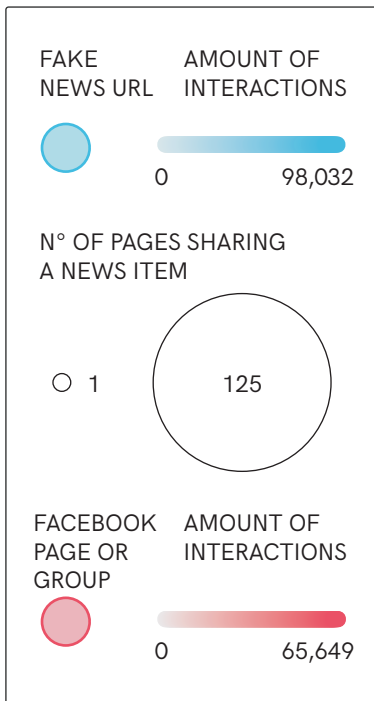 FAKE
NEWS URL
AMOUNT OF
INTERACTIONS
0 98,032
N° OF PAGES SHARING
A NEWS ITEM
1 125
FACEBOOK
PAGE OR
GROUP
AMOUNT OF
INTERACTIONS
0 65,649